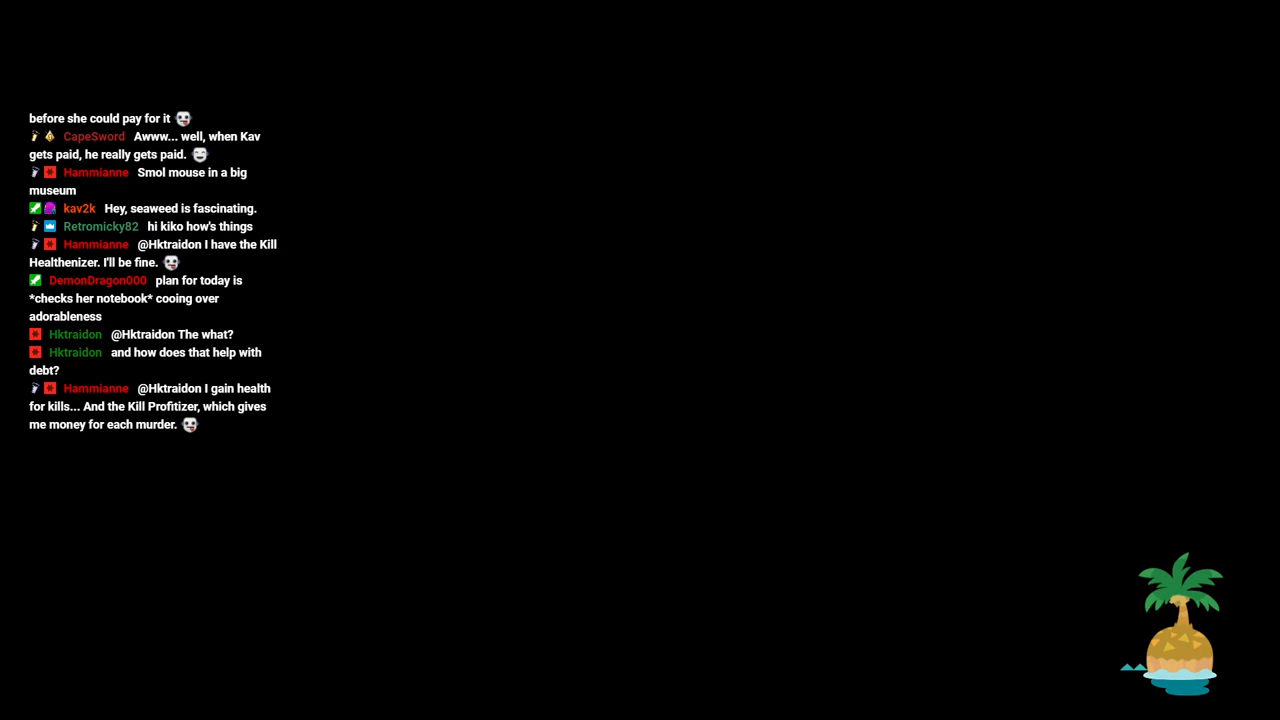 before she could pay for it
CapeSword Awww... well, when Kav
gets paid, he really gets paid.
Hammianne Smol mouse in a big
museum
kav2k Hey, seaweed is fascinating.
Retromicky82 hi kiko how's things
Hammianne @Hktraidon I have the Kill
Healthenizer. I'll be fine.
DemonDragon000 plan for today is
*checks her notebook* cooing over
adorableness
Hktraidon @Hktraidon The what?
Hktraidon and how does that help with
debt?
Hammianne @Hktraidon I gain health
for kills... And the Kill Profitizer, which gives
me money for each murder.